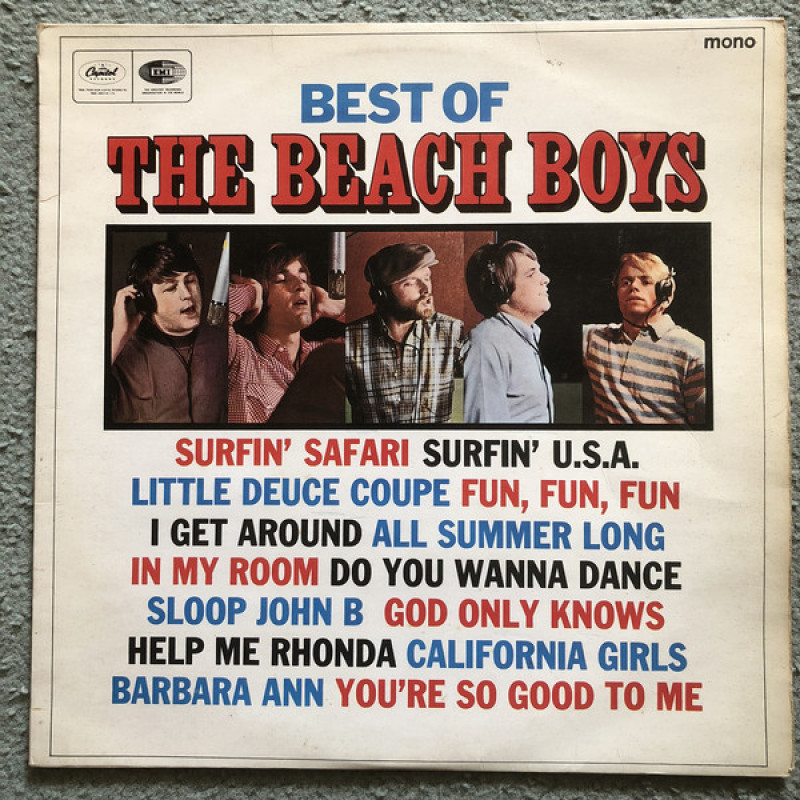 mono
Capitol
EMI
BEST OF
THE BEACH BOYS
SURFIN' SAFARI SURFIN' U.S.A.
LITTLE DEUCE COUPE FUN, FUN, FUN
I GET AROUND ALL SUMMER LONG
IN MY ROOM DO YOU WANNA DANCE
SLOOP JOHN B GOD ONLY KNOWS
HELP ME RHONDA CALIFORNIA GIRLS
BARBARA ANN YOU'RE SO GOOD TO ME